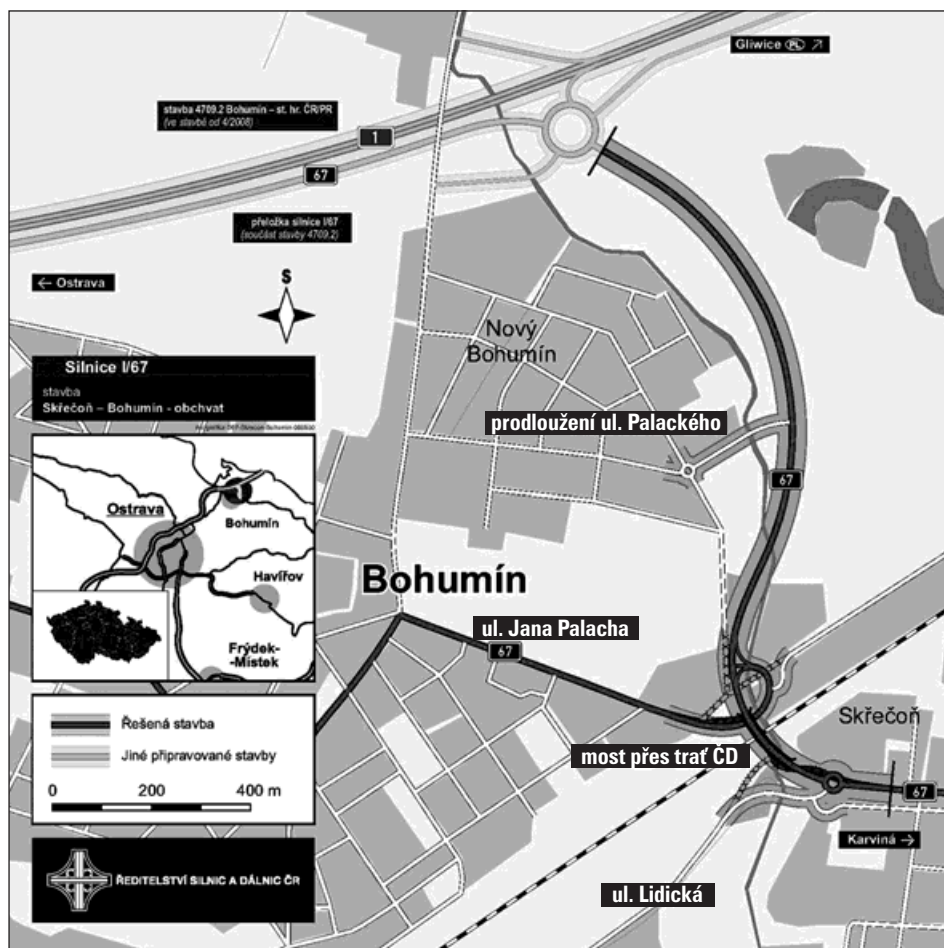 Gliwice PL ↗
stavba 4709.2 Bohumín – st. hr. ČR/PR
(ve stavbě od 4/2008)
1
67
přeložka silnice I/67
(součást stavby 4709.2)
← Ostrava
S
Nový
Bohumín
Silnice I/67
stavba
Skřečoň – Bohumín - obchvat
prodloužení ul. Palackého
67
Ostrava
Bohumín
Havířov
Frýdek-
-Místek
Bohumín
ul. Jana Palacha
67
Skřečoň
most přes trať ČD
67
Karviná →
ul. Lidická
Řešená stavba
Jiné připravované stavby
0 200 400 m
ŘEDITELSTVÍ SILNIC A DÁLNIC ČR